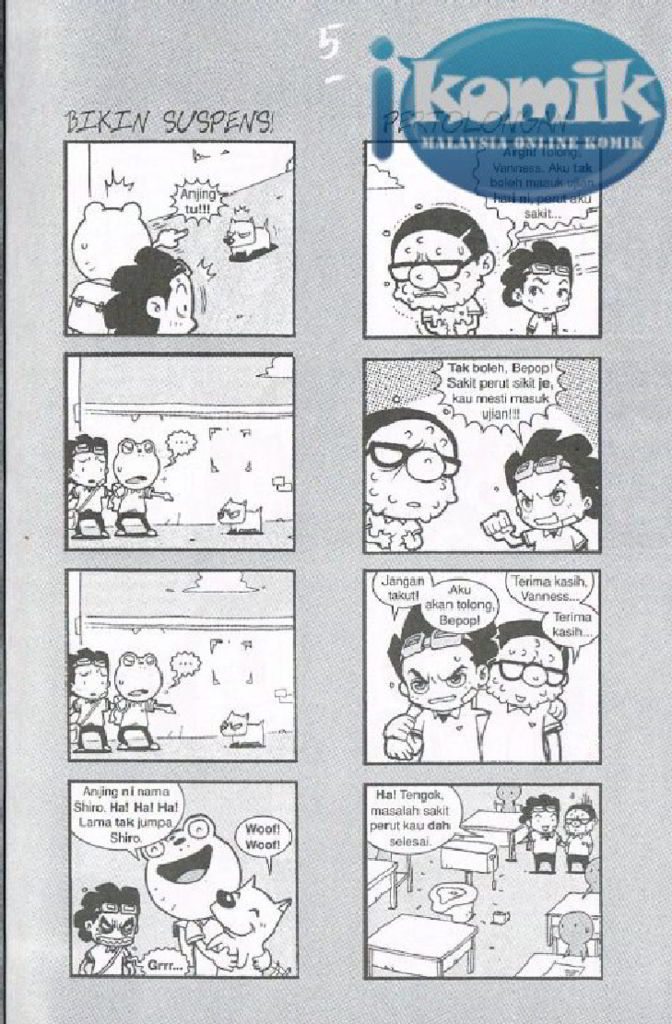 5
ikomik
MALAYSIA ONLINE KOMIK
BIKIN SUSPENS!
Anjing
tu!!!
...
...
Anjing ni nama
Shiro. Ha! Ha! Ha!
Lama tak jumpa
Shiro.
Woof!
Woof!
Grrr...
PERTOLONGAN
Argh! Tolong,
Vanness. Aku tak
boleh masuk ujian
hari ni, perut aku
sakit...
Tak boleh, Bepop!
Sakit perut sikit je,
kau mesti masuk
ujian!!!
Jangan
takut!
Aku
akan tolong,
Bepop!
Terima kasih,
Vanness...
Terima
kasih...
Ha! Tengok,
masalah sakit
perut kau dah
selesai.